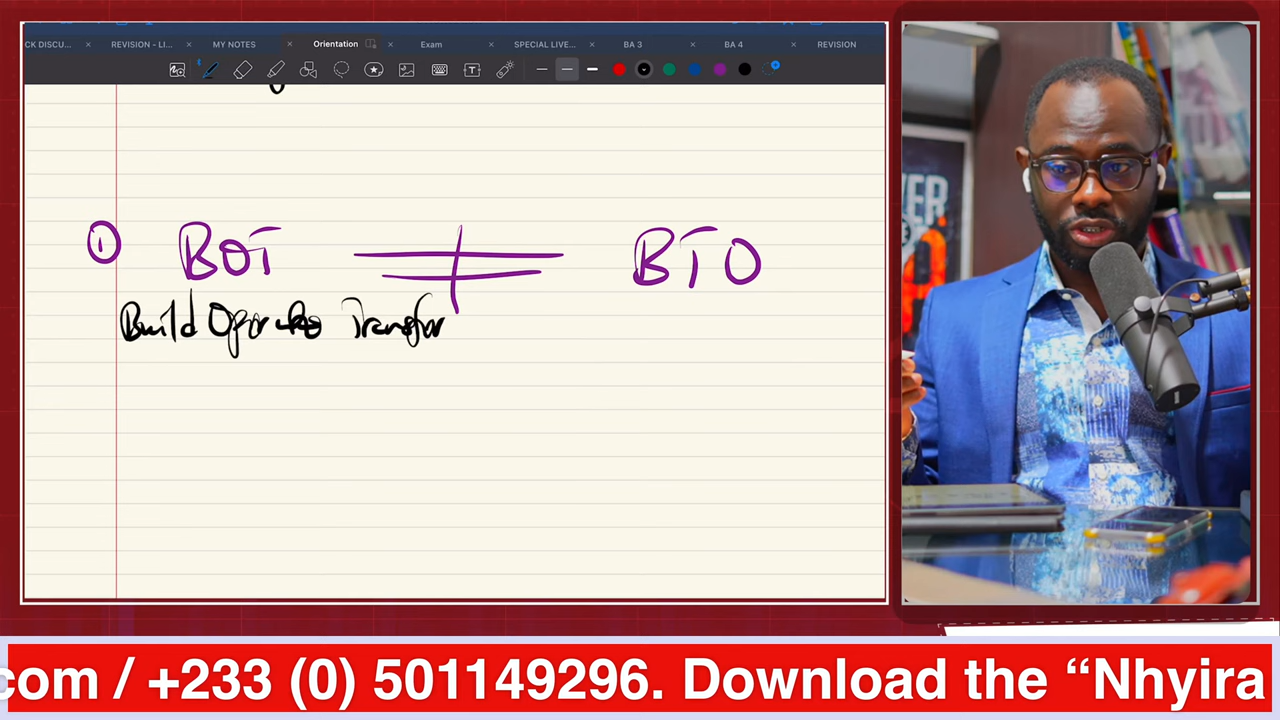 CK DISCU... REVISION - LI... MY NOTES Orientation Exam SPECIAL LIVE... BA 3 BA 4 REVISION
① BOT ≠ BTO
Build Operate Transfer
com / +233 (0) 501149296. Download the “Nhyira